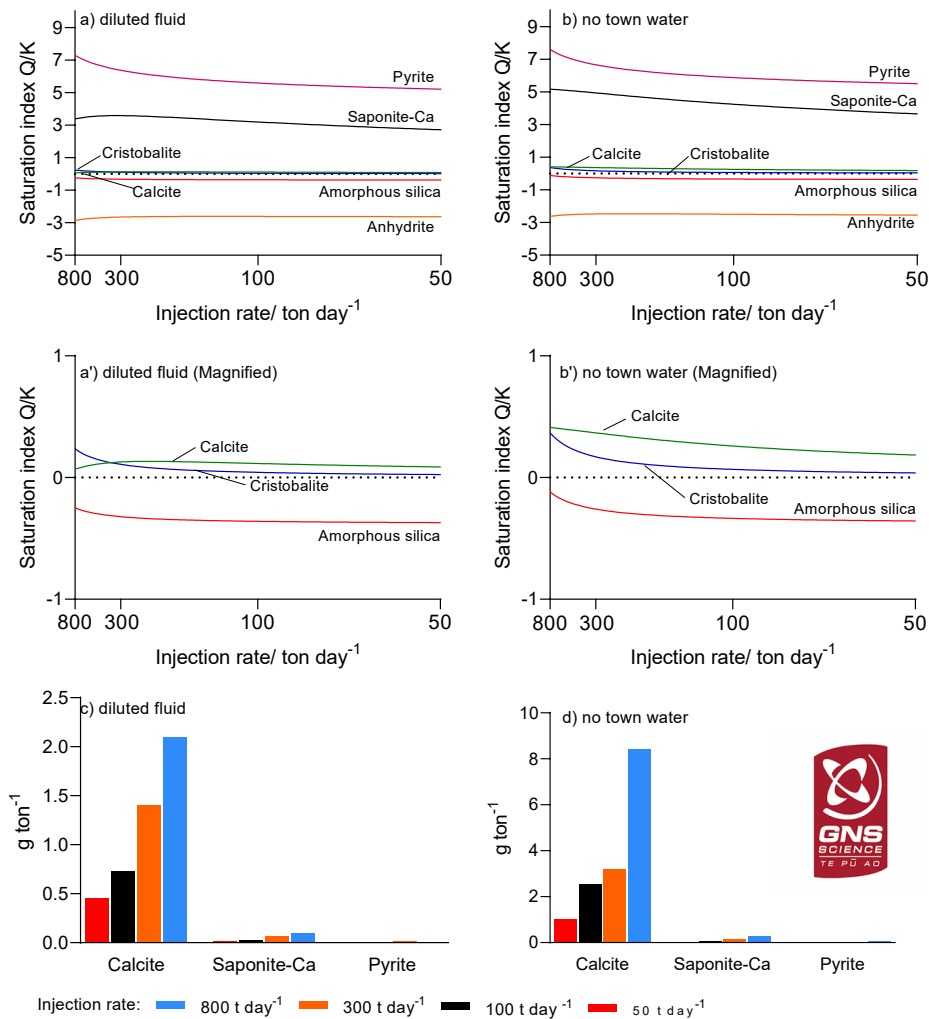 a) diluted fluid
Saturation index Q/K
9
7
5
3
1
-1
-3
-5
Pyrite
Saponite-Ca
Cristobalite
Calcite
Amorphous silica
Anhydrite
800 300 100 50
Injection rate/ ton day-1
b) no town water
Saturation index Q/K
9
7
5
3
1
-1
-3
-5
Pyrite
Saponite-Ca
Calcite
Cristobalite
Amorphous silica
Anhydrite
800 300 100 50
Injection rate/ ton day-1
a') diluted fluid (Magnified)
Saturation index Q/K
1
0
-1
Calcite
Cristobalite
Amorphous silica
800 300 100 50
Injection rate/ ton day-1
b') no town water (Magnified)
Saturation index Q/K
1
0
-1
Calcite
Cristobalite
Amorphous silica
800 300 100 50
Injection rate/ ton day-1
c) diluted fluid
g ton-1
2.5
2.0
1.5
1.0
0.5
0.0
Calcite Saponite-Ca Pyrite
d) no town water
g ton-1
10
8
6
4
2
0
Calcite Saponite-Ca Pyrite
GNS
SCIENCE
TE PŪ AO
Injection rate: 800 t day-1 300 t day-1 100 t day -1 50 t day-1